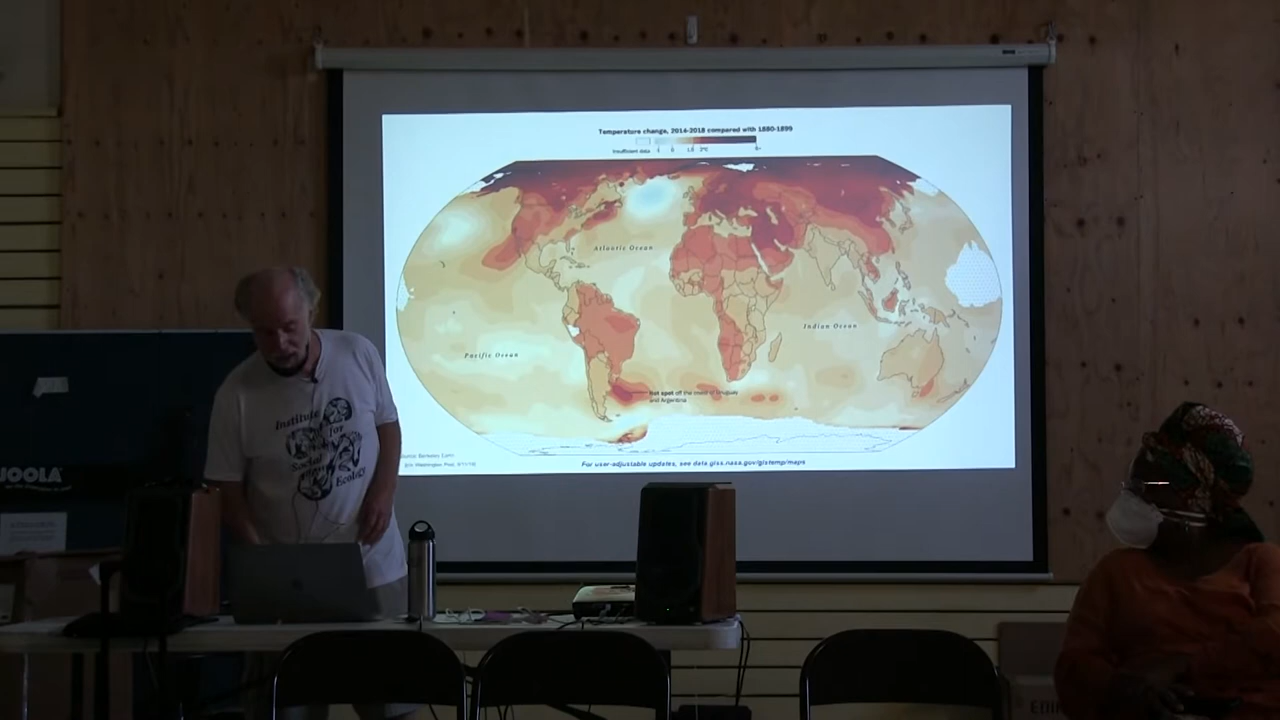 Temperature change, 2014-2018 compared with 1880-1899
Insufficient data
Atlantic Ocean
Indian Ocean
Pacific Ocean
Hot spot off the coast of Uruguay
and Argentina
For user-adjustable updates, see data.giss.nasa.gov/gistemp/maps
Institute
for
Social
Ecology
JOOLA